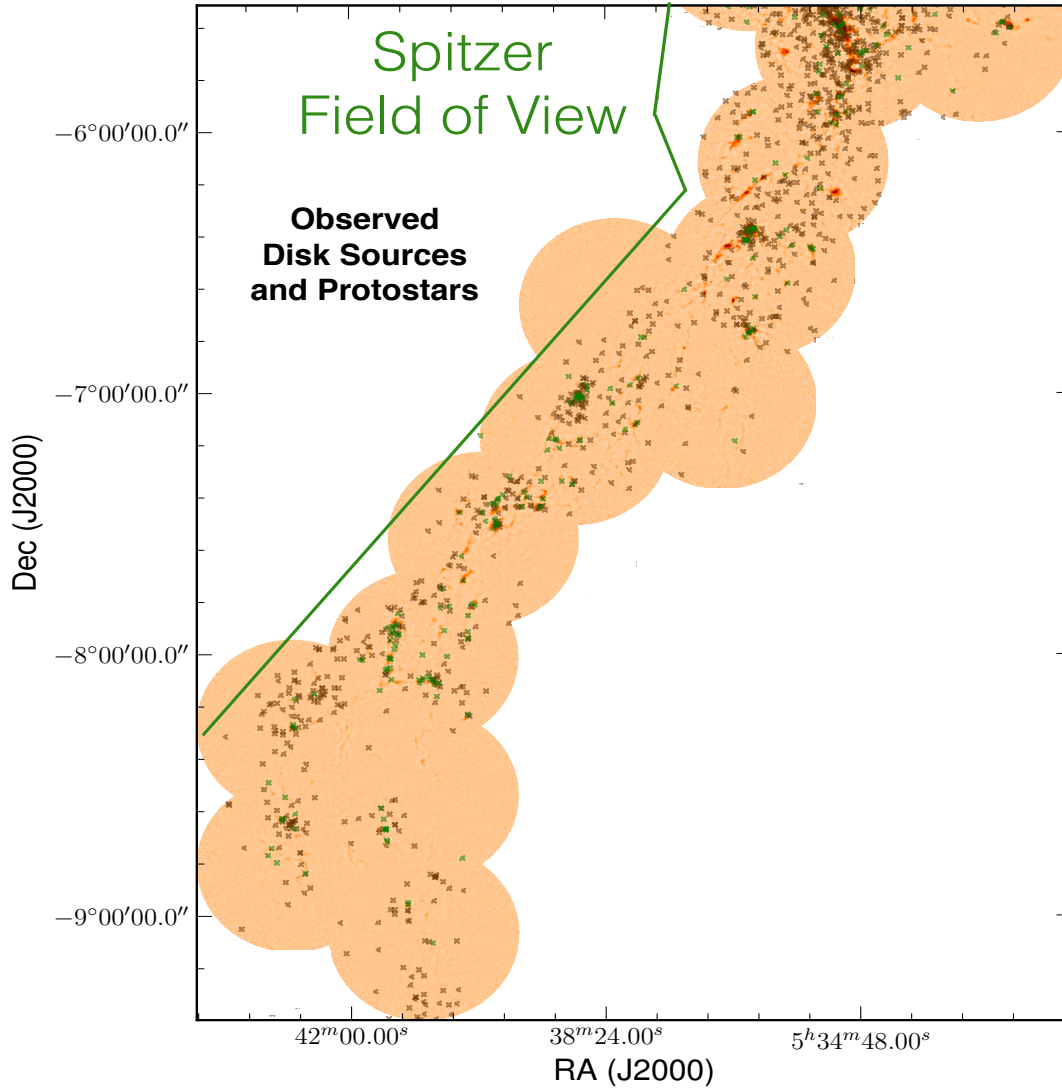 Spitzer
Field of View
Observed
Disk Sources
and Protostars
−6°00′00.0″
−7°00′00.0″
−8°00′00.0″
−9°00′00.0″
Dec (J2000)
42ᵐ00.00ˢ
38ᵐ24.00ˢ
5ʰ34ᵐ48.00ˢ
RA (J2000)